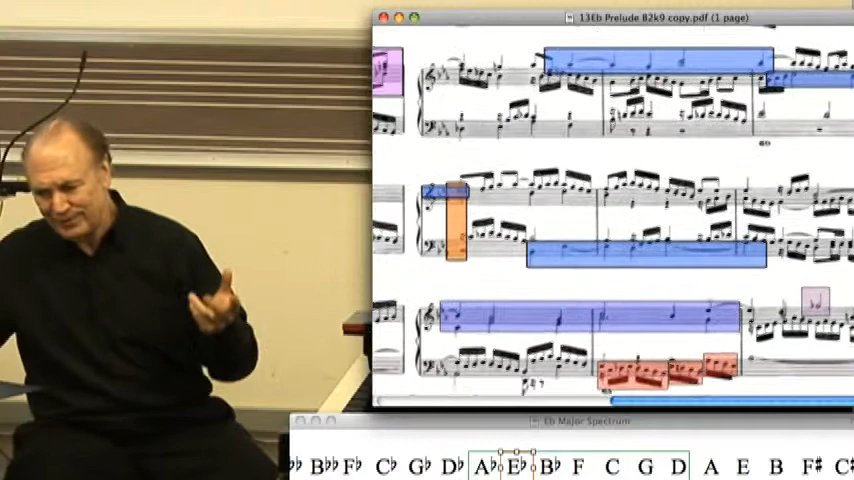 13Eb Prelude B2k9 copy.pdf (1 page)
Eb Major Spectrum
B♭♭ F♭ C♭ G♭ D♭ A♭ E♭ B♭ F C G D A E B F# C#